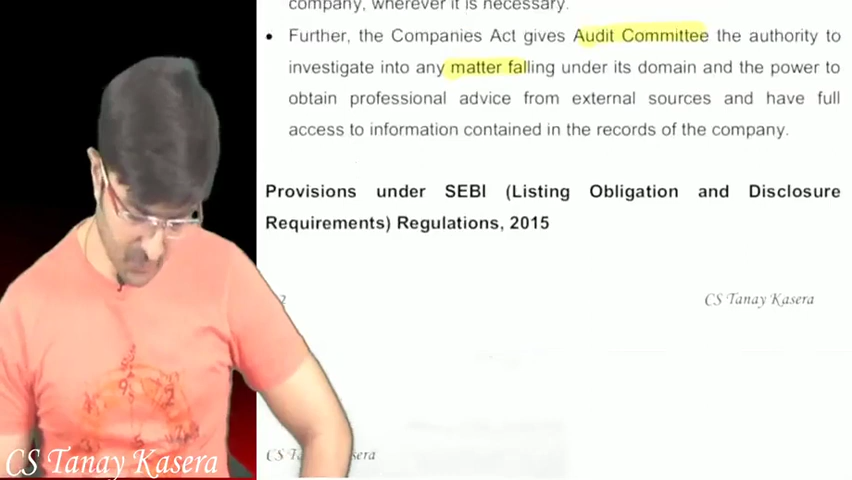 company, wherever it is necessary.
• Further, the Companies Act gives Audit Committee the authority to
investigate into any matter falling under its domain and the power to
obtain professional advice from external sources and have full
access to information contained in the records of the company.
Provisions under SEBI (Listing Obligation and Disclosure
Requirements) Regulations, 2015
2
CS Tanay Kasera
CS Tanay Kasera